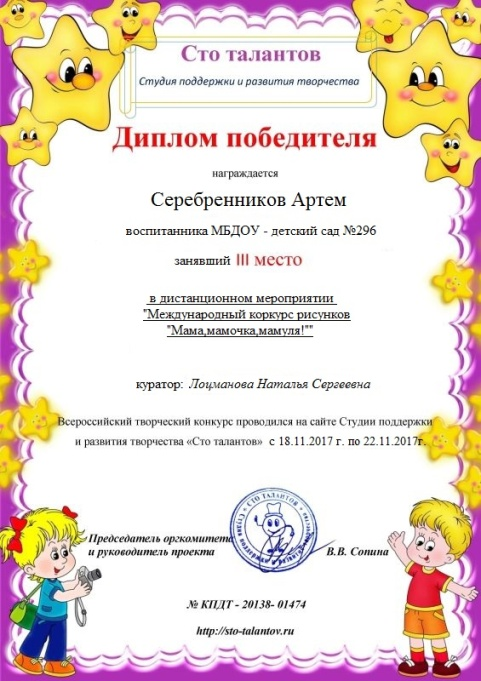 Сто талантов
Студия поддержки и развития творчества
Диплом победителя
награждается
Серебренников Артем
воспитанника МБДОУ - детский сад №296
занявший III место
в дистанционном мероприятии
"Международный коркурс рисунков
"Мама,мамочка,мамуля!""
куратор: Лоцманова Наталья Сергеевна
Всероссийский творческий конкурс проводился на сайте Студии поддержки
и развития творчества «Сто талантов» с 18.11.2017 г. по 22.11.2017г.
СТО ТАЛАНТОВ
Председатель оргкомитета
и руководитель проекта В.В. Сопина
№ КПДТ - 20138- 01474
http://sto-talantov.ru